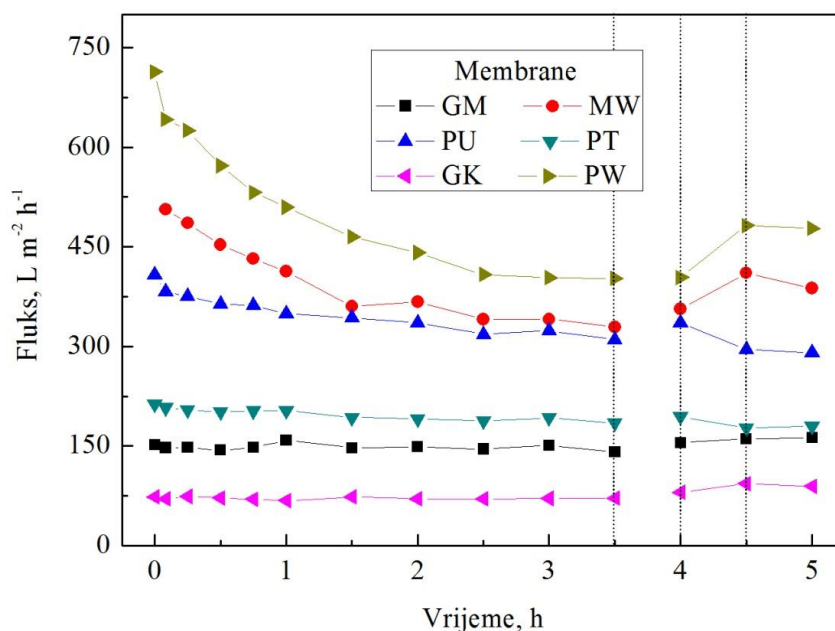 750
600
450
300
150
0
Fluks, L m⁻² h⁻¹
Membrane
GM MW
PU PT
GK PW
0 1 2 3 4 5
Vrijeme, h